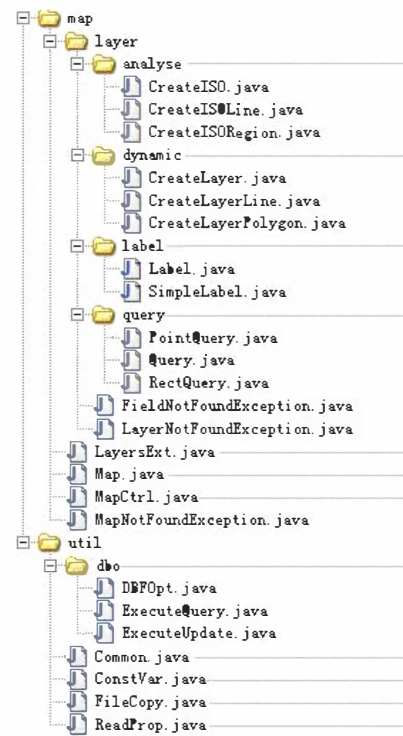 map
layer
analyse
CreateISO.java
CreateISOLine.java
CreateISORegion.java
dynamic
CreateLayer.java
CreateLayerLine.java
CreateLayerPolygon.java
label
Label.java
SimpleLabel.java
query
PointQuery.java
Query.java
RectQuery.java
FieldNotFoundException.java
LayerNotFoundException.java
LayersExt.java
Map.java
MapCtrl.java
MapNotFoundException.java
util
dbo
DBFOpt.java
ExecuteQuery.java
ExecuteUpdate.java
Common.java
ConstVar.java
FileCopy.java
ReadProp.java